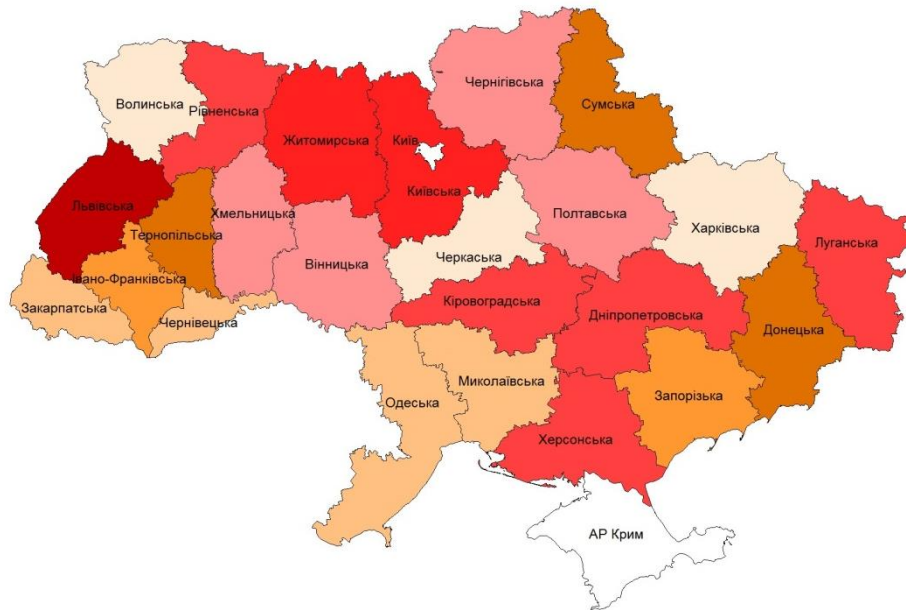 Чернігівська
Волинська
Рівненська
Сумська
Житомирська
Київ
Київська
Львівська
Хмельницька
Полтавська
Тернопільська
Харківська
Луганська
Вінницька
Черкаська
Івано-Франківська
Закарпатська
Кіровоградська
Дніпропетровська
Чернівецька
Донецька
Миколаївська
Запорізька
Одеська
Херсонська
АР Крим